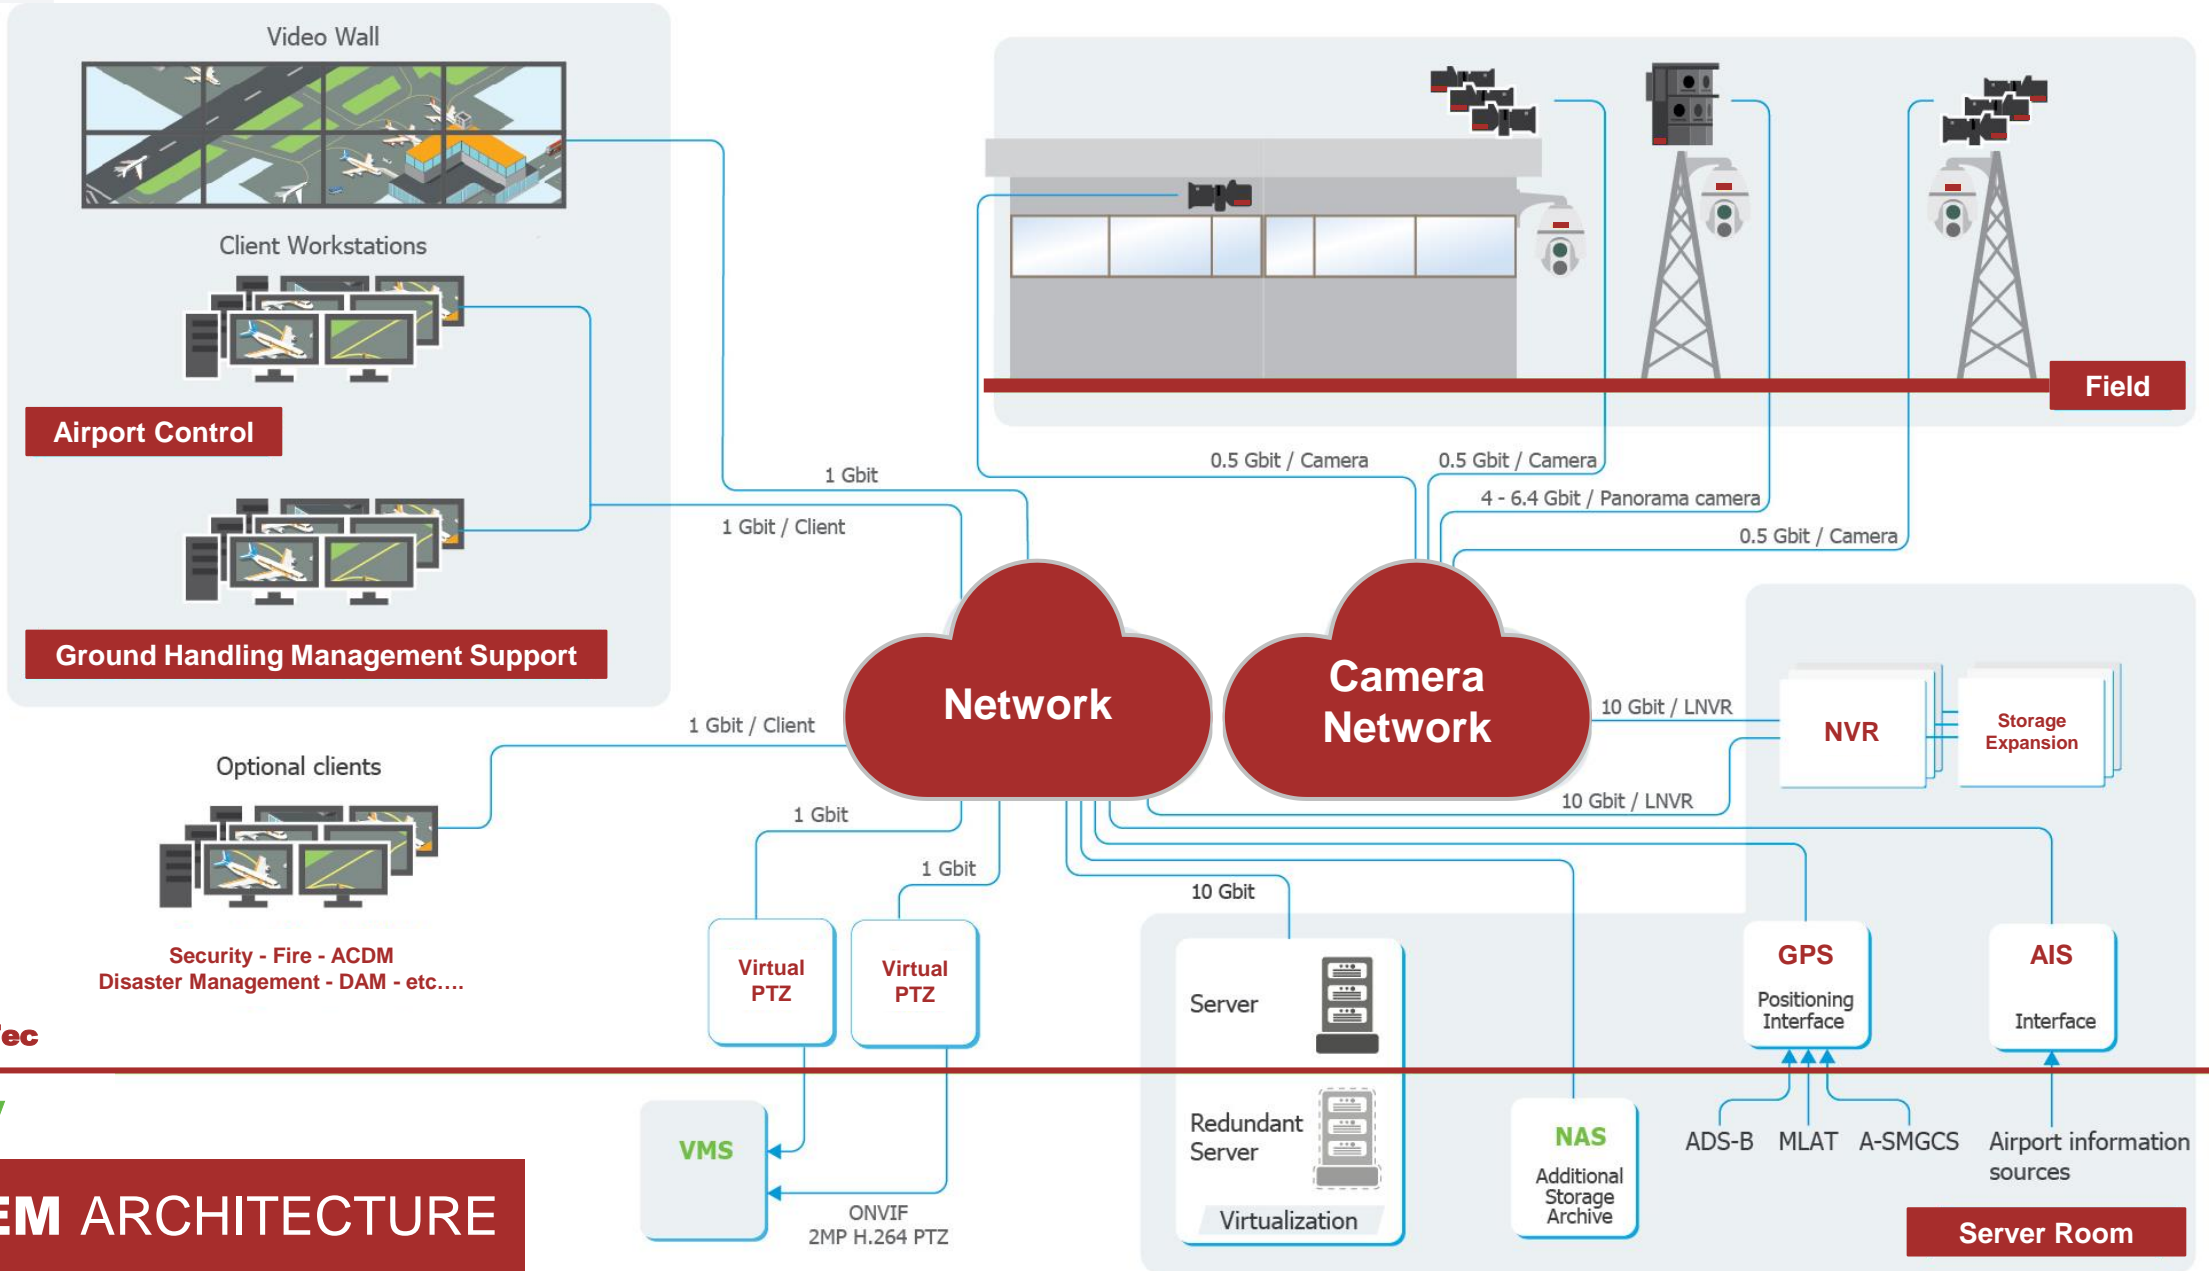 Video Wall
Client Workstations
Airport Control
Ground Handling Management Support
1 Gbit
1 Gbit / Client
Field
0.5 Gbit / Camera
0.5 Gbit / Camera
4 - 6.4 Gbit / Panorama camera
0.5 Gbit / Camera
Network
Camera
Network
10 Gbit / LNVR
10 Gbit / LNVR
NVR
Storage
Expansion
1 Gbit / Client
Optional clients
Security - Fire - ACDM
Disaster Management - DAM - etc....
1 Gbit
1 Gbit
10 Gbit
Virtual
PTZ
Virtual
PTZ
Server
Redundant
Server
Virtualization
GPS
Positioning
Interface
AIS
Interface
VMS
ONVIF
2MP H.264 PTZ
NAS
Additional
Storage
Archive
ADS-B
MLAT
A-SMGCS
Airport information
sources
Server Room
ec
EM ARCHITECTURE